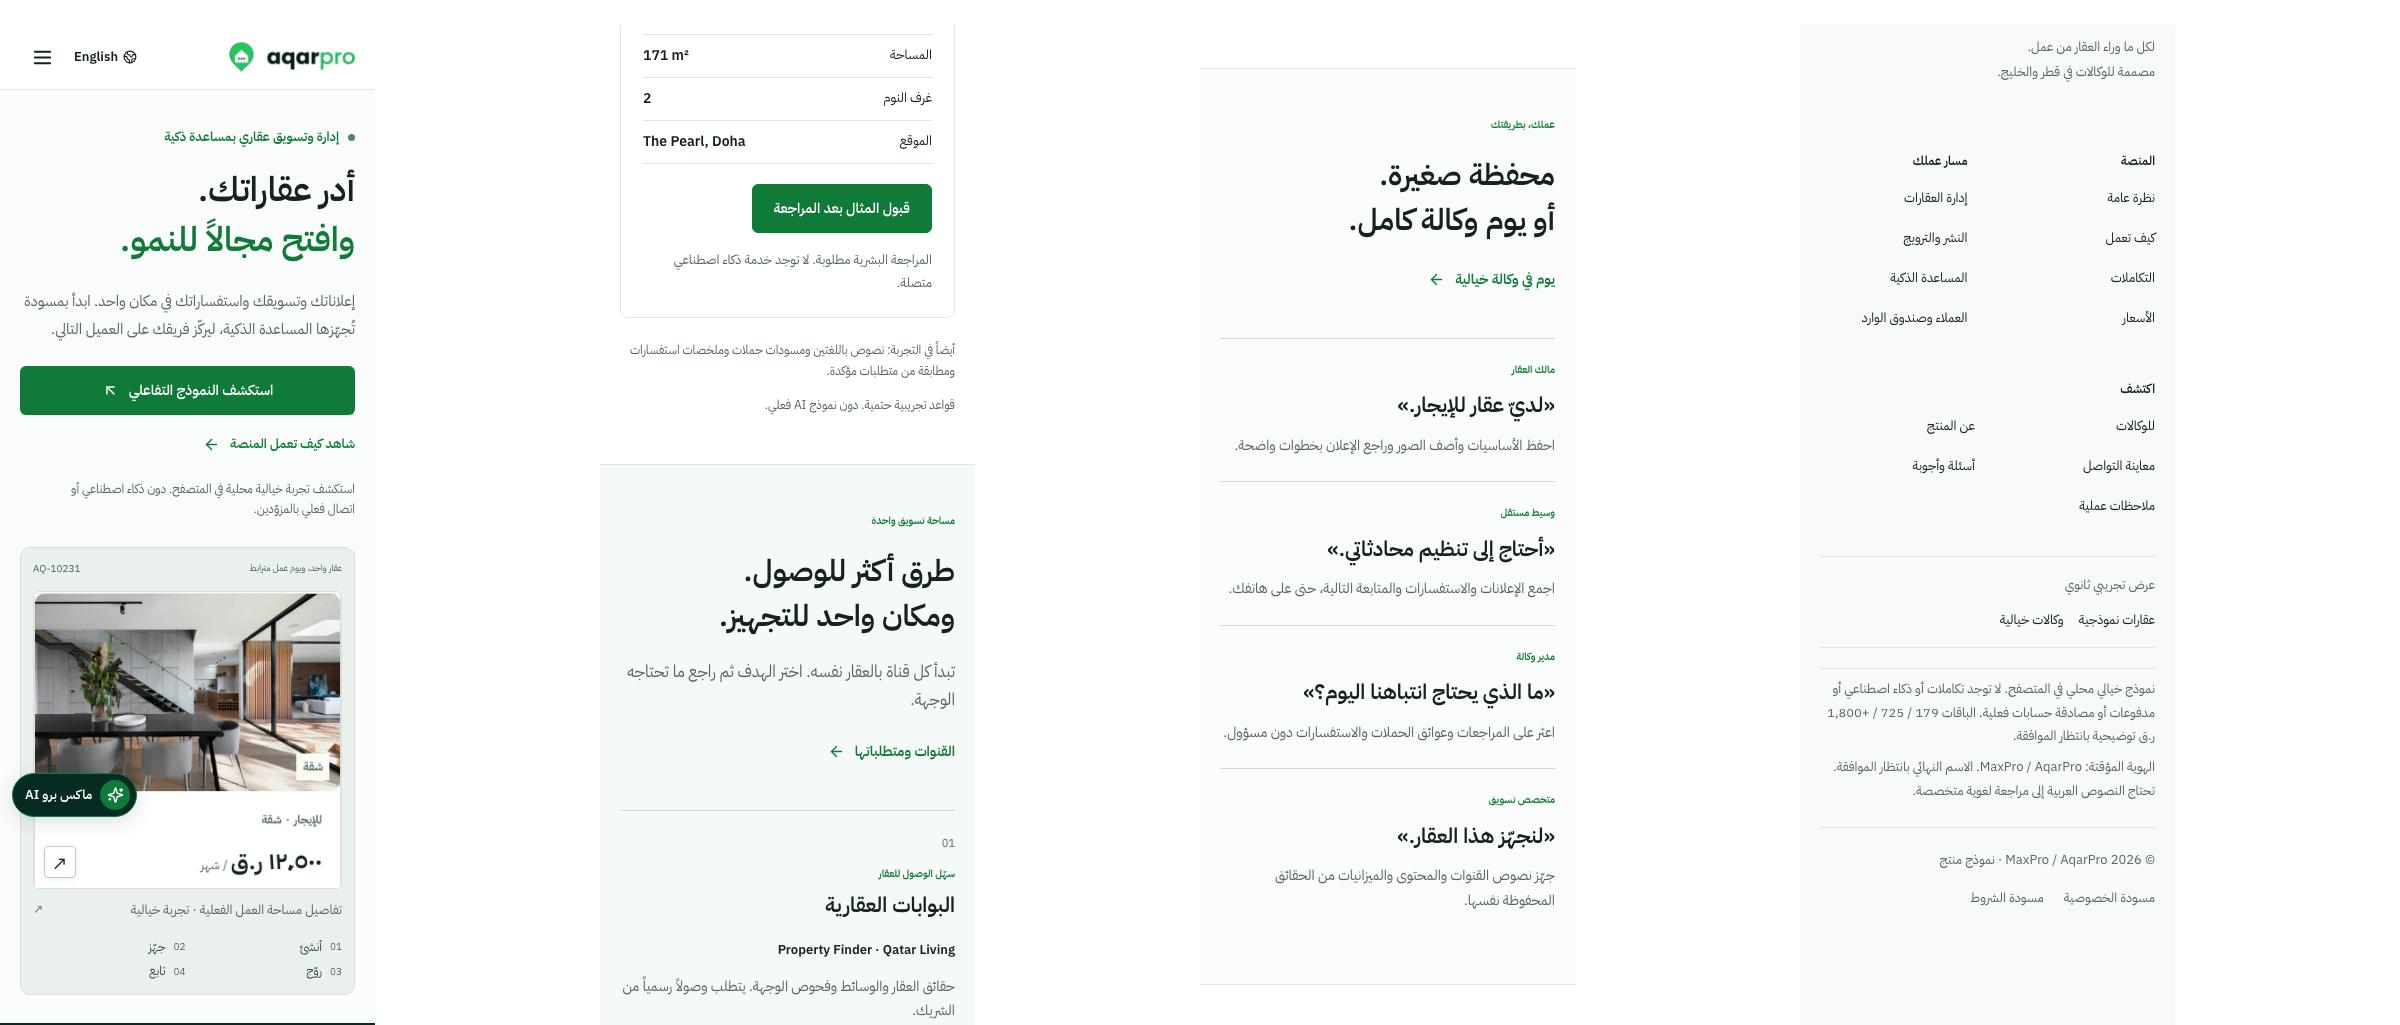 aqarpro
English
إدارة وتسويق عقاري بمساعدة ذكية
أدر عقاراتك.
وافتح مجالاً للنمو.
إعلاناتك وتسويقك واستفساراتك في مكان واحد. ابدأ بمسودة
تُجهّزها المساعدة الذكية، ليركّز فريقك على العميل التالي.
استكشف النموذج التفاعلي
شاهد كيف تعمل المنصة
استكشف تجربة خيالية محلية في المتصفح. دون ذكاء اصطناعي أو
اتصال فعلي بالمزوّدين.
عقار واحد، ويوم عمل مترابط
AQ-10231
شقة
ماكس برو AI
للإيجار · شقة
١٢,٥٠٠ ر.ق / شهر
تفاصيل مساحة العمل الفعلية · تجربة خيالية
01 أنشئ
02 جهّز
03 روّج
04 تابع
المساحة 171 m²
غرف النوم 2
الموقع The Pearl, Doha
قبول المثال بعد المراجعة
المراجعة البشرية مطلوبة. لا توجد خدمة ذكاء اصطناعي
متصلة.
أيضاً في التجربة: نصوص باللغتين ومسودات حملات وملخصات استفسارات
ومطابقة من متطلبات مؤكدة.
قواعد تجريبية حتمية. دون نموذج AI فعلي.
مساحة تسويق واحدة
طرق أكثر للوصول.
ومكان واحد للتجهيز.
تبدأ كل قناة بالعقار نفسه. اختر الهدف ثم راجع ما تحتاجه
الوجهة.
القنوات ومتطلباتها
01
سهّل الوصول للعقار
البوابات العقارية
Property Finder · Qatar Living
حقائق العقار والوسائط وفحوص الوجهة. يتطلب وصولاً رسمياً من
الشريك.
عملك، بطريقتك
محفظة صغيرة.
أو يوم وكالة كامل.
يوم في وكالة خيالية
مالك العقار
«لديّ عقار للإيجار.»
احفظ الأساسيات وأضف الصور وراجع الإعلان بخطوات واضحة.
وسيط مستقل
«أحتاج إلى تنظيم محادثاتي.»
اجمع الإعلانات والاستفسارات والمتابعة التالية، حتى على هاتفك.
مدير وكالة
«ما الذي يحتاج انتباهنا اليوم؟»
اعثر على المراجعات وعوائق الحملات والاستفسارات دون مسؤول.
متخصص تسويق
«لنجهّز هذا العقار.»
جهّز نصوص القنوات والمحتوى والميزانيات من الحقائق
المحفوظة نفسها.
لكل ما وراء العقار من عمل.
مصممة للوكالات في قطر والخليج.
المنصة
نظرة عامة
كيف تعمل
التكاملات
الأسعار
مسار عملك
إدارة العقارات
النشر والترويج
المساعدة الذكية
العملاء وصندوق الوارد
اكتشف
للوكالات
عن المنتج
معاينة التواصل
أسئلة وأجوبة
ملاحظات عملية
عرض تجريبي ثانوي
عقارات نموذجية
وكالات خيالية
نموذج خيالي محلي في المتصفح. لا توجد تكاملات أو ذكاء اصطناعي أو
مدفوعات أو مصادقة حسابات فعلية. الباقات 179 / 725 / +1,800
ر.ق توضيحية بانتظار الموافقة.
الهوية المؤقتة: MaxPro / AqarPro. الاسم النهائي بانتظار الموافقة.
تحتاج النصوص العربية إلى مراجعة لغوية متخصصة.
© 2026 MaxPro / AqarPro · نموذج منتج
مسودة الخصوصية
مسودة الشروط